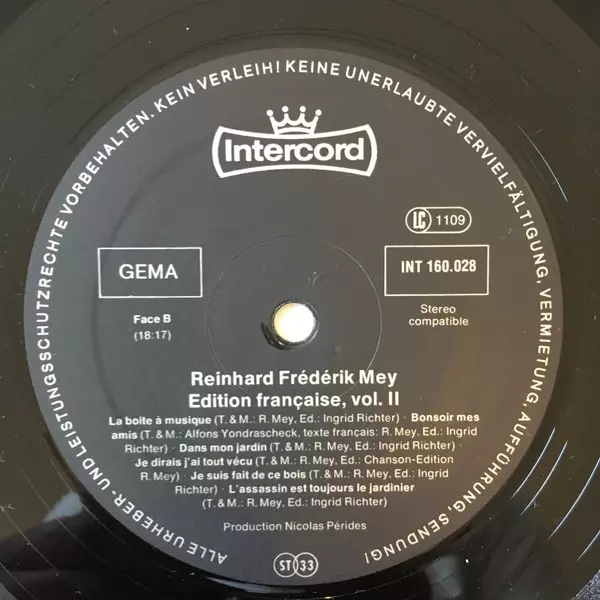 ALLE URHEBER- UND LEISTUNGSSCHUTZRECHTE VORBEHALTEN. KEIN VERLEIH! KEINE UNERLAUBTE VERVIELFÄLTIGUNG, VERMIETUNG, AUFFÜHRUNG, SENDUNG!
Intercord
LC 1109
GEMA
INT 160.028
Face B
(18:17)
Stereo
compatible
Reinhard Frédérik Mey
Edition française, vol. II
La boite à musique (T. & M.: R. Mey, Ed.: Ingrid Richter) · Bonsoir mes
amis (T. & M.: Alfons Yondrascheck, texte français: R. Mey, Ed.: Ingrid
Richter) · Dans mon jardin (T. & M.: R. Mey, Ed.: Ingrid Richter) ·
Je dirais j'ai tout vécu (T. & M.: R. Mey, Ed.: Chanson-Edition
R. Mey) · Je suis fait de ce bois (T. & M.: R. Mey, Ed.: Ingrid
Richter) · L'assassin est toujours le jardinier
(T. & M.: R. Mey, Ed.: Ingrid Richter)
Production Nicolas Pérides
ST 33